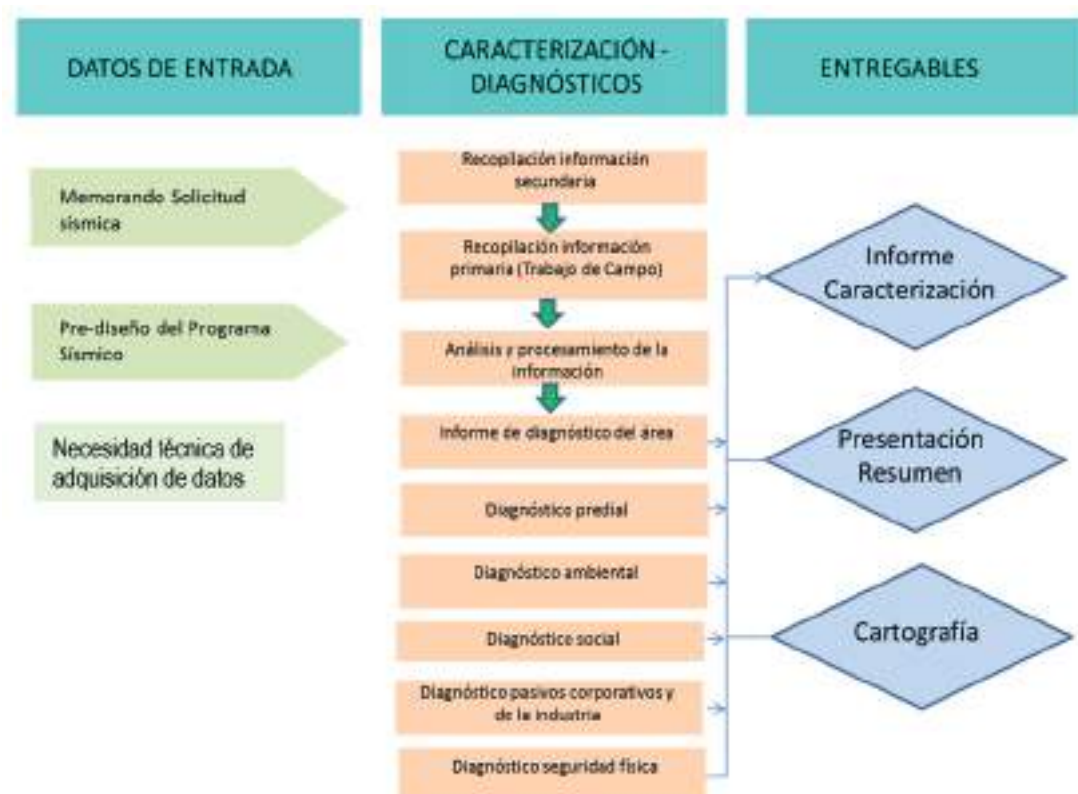 DATOS DE ENTRADA
CARACTERIZACIÓN -
DIAGNÓSTICOS
ENTREGABLES
Memorando Solicitud
sísmica
Pre-diseño del Programa
Sísmico
Necesidad técnica de
adquisición de datos
Recopilación información
secundaria
Recopilación información
primaria (Trabajo de Campo)
Análisis y procesamiento de la
información
Informe de diagnóstico del área
Diagnóstico predial
Diagnóstico ambiental
Diagnóstico social
Diagnóstico pasivos corporativos y
de la industria
Diagnóstico seguridad física
Informe
Caracterización
Presentación
Resumen
Cartografía